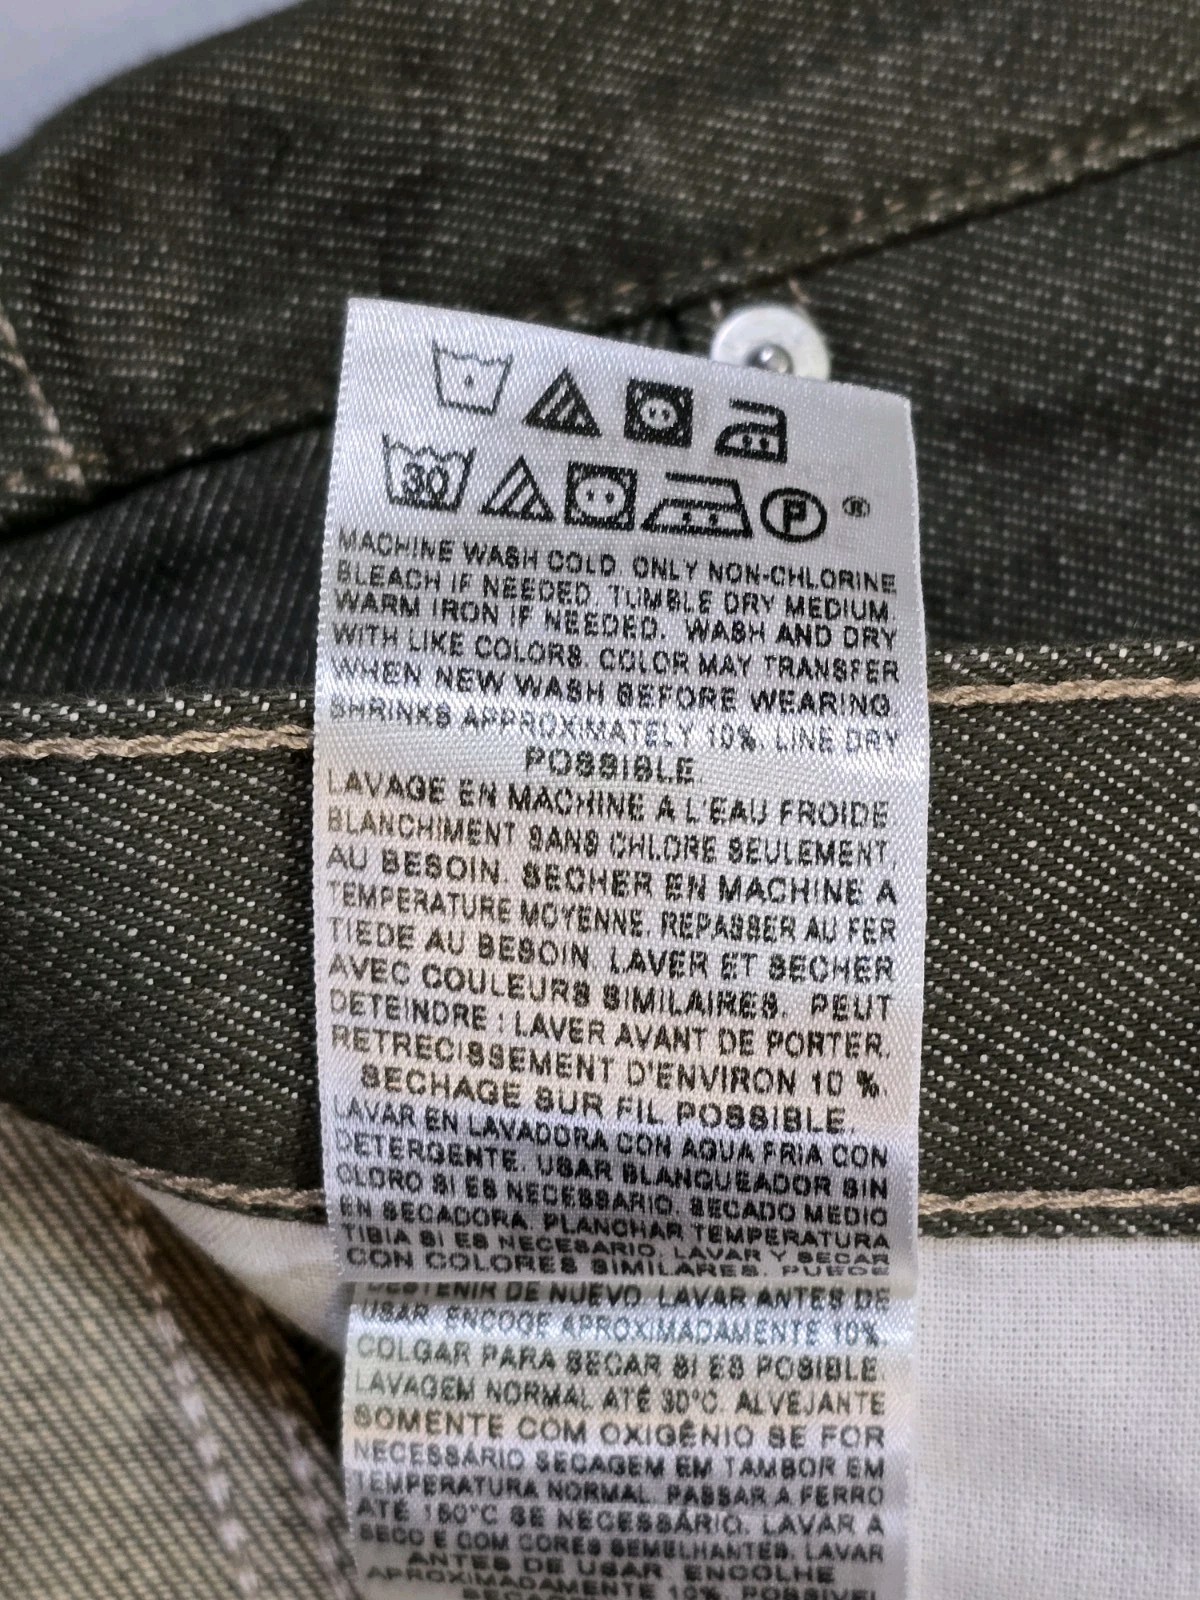 30 P ®
MACHINE WASH COLD. ONLY NON-CHLORINE
BLEACH IF NEEDED. TUMBLE DRY MEDIUM.
WARM IRON IF NEEDED. WASH AND DRY
WITH LIKE COLORS. COLOR MAY TRANSFER
WHEN NEW WASH BEFORE WEARING.
SHRINKS APPROXIMATELY 10%. LINE DRY
POSSIBLE.
LAVAGE EN MACHINE A L'EAU FROIDE
BLANCHIMENT SANS CHLORE SEULEMENT,
AU BESOIN. SECHER EN MACHINE A
TEMPERATURE MOYENNE. REPASSER AU FER
TIEDE AU BESOIN. LAVER ET SECHER
AVEC COULEURS SIMILAIRES. PEUT
DETEINDRE : LAVER AVANT DE PORTER.
RETRECISSEMENT D'ENVIRON 10 %.
SECHAGE SUR FIL POSSIBLE.
LAVAR EN LAVADORA CON AGUA FRIA CON
DETERGENTE. USAR BLANQUEADOR SIN
CLORO SI ES NECESSARIO. SECADO MEDIO
EN SECADORA. PLANCHAR TEMPERATURA
TIBIA SI ES NECESARIO. LAVAR Y SECAR
CON COLORES SIMILARES. PUEDE
DESTENIR DE NUEVO. LAVAR ANTES DE
USAR. ENCOGE APROXIMADAMENTE 10%.
COLGAR PARA SECAR SI ES POSIBLE.
LAVAGEM NORMAL ATÉ 30°C. ALVEJANTE
SOMENTE COM OXIGÊNIO SE FOR
NECESSÁRIO. SECAGEM EM TAMBOR EM
TEMPERATURA NORMAL. PASSAR A FERRO
ATÉ 150°C SE NECESSÁRIO. LAVAR A
SECO E COM CORES SEMELHANTES. LAVAR
ANTES DE USAR. ENCOLHE
APROXIMADAMENTE 10%. POSSIVEL